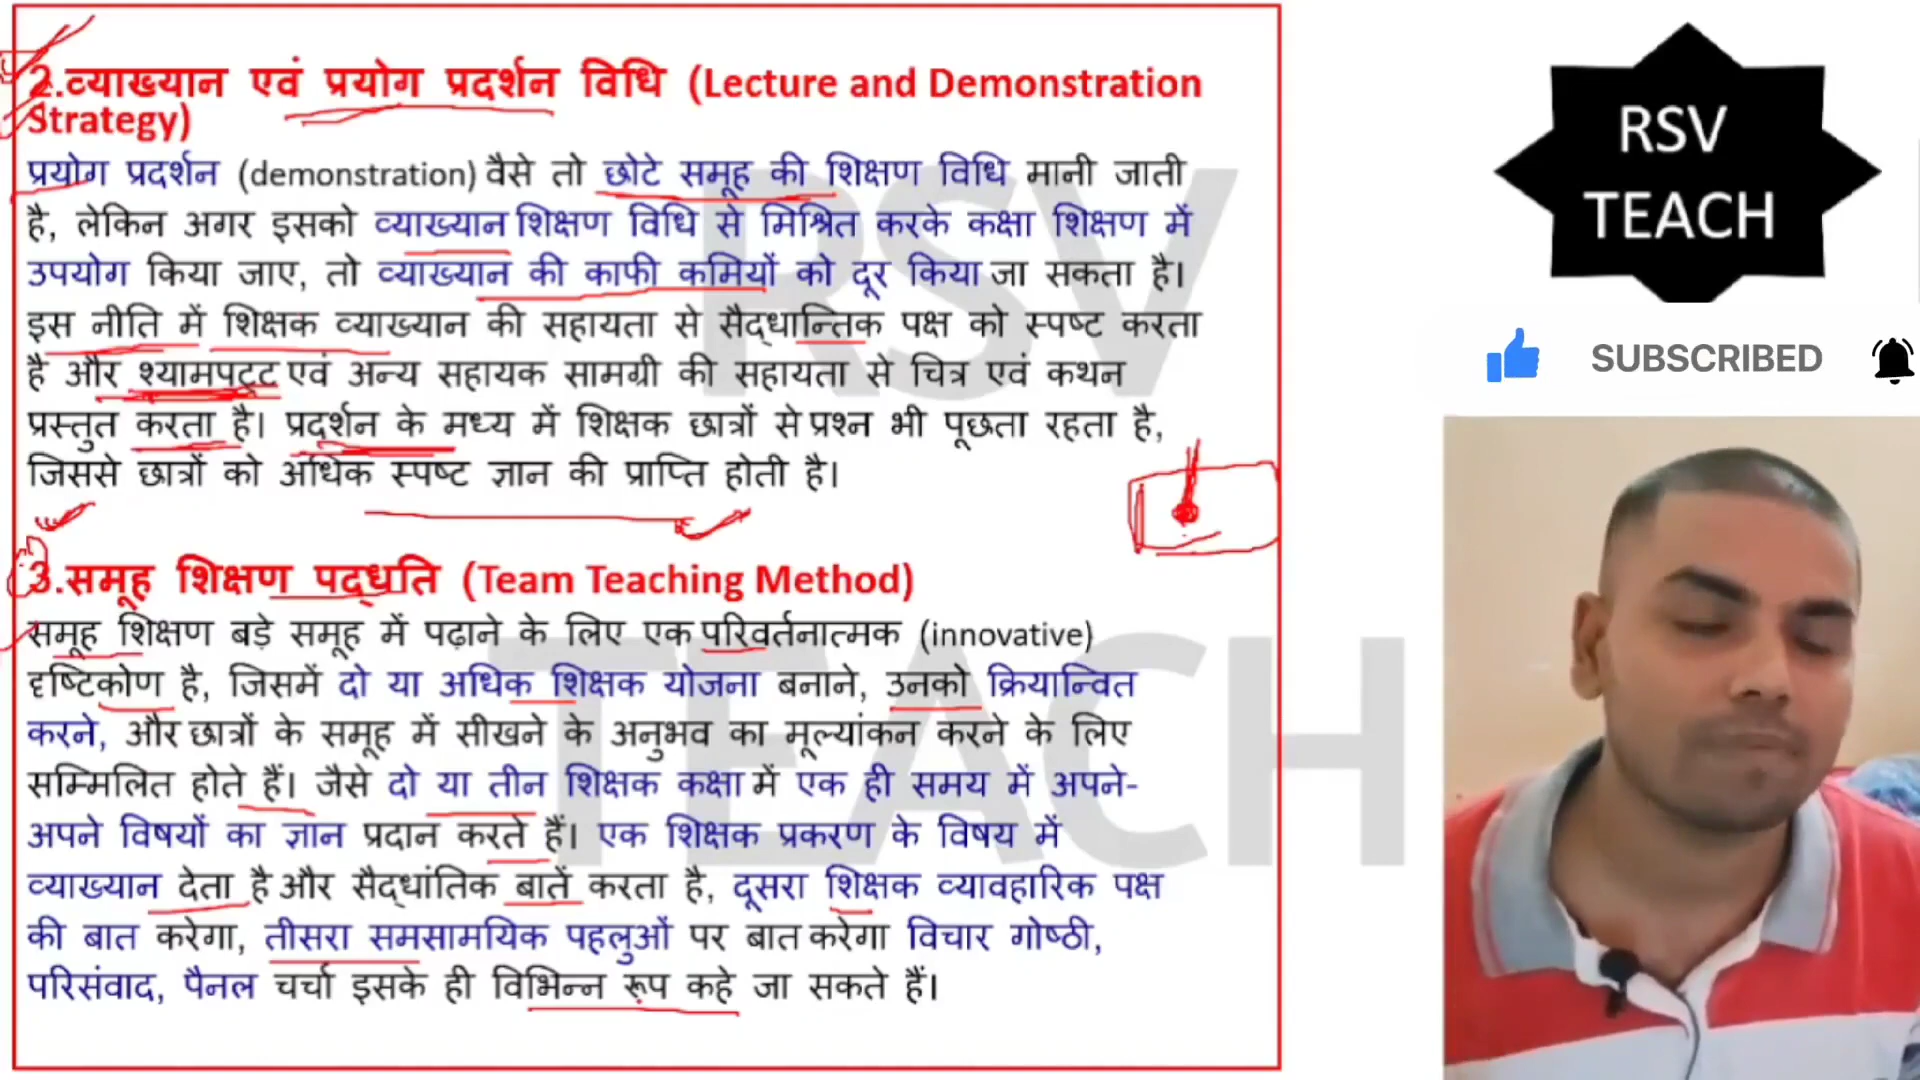 2.व्याख्यान एवं प्रयोग प्रदर्शन विधि (Lecture and Demonstration
Strategy)
प्रयोग प्रदर्शन (demonstration) वैसे तो छोटे समूह की शिक्षण विधि मानी जाती
है, लेकिन अगर इसको व्याख्यान शिक्षण विधि से मिश्रित करके कक्षा शिक्षण में
उपयोग किया जाए, तो व्याख्यान की काफी कमियों को दूर किया जा सकता है।
इस नीति में शिक्षक व्याख्यान की सहायता से सैद्धान्तिक पक्ष को स्पष्ट करता
है और श्यामपट्ट एवं अन्य सहायक सामग्री की सहायता से चित्र एवं कथन
प्रस्तुत करता है। प्रदर्शन के मध्य में शिक्षक छात्रों से प्रश्न भी पूछता रहता है,
जिससे छात्रों को अधिक स्पष्ट ज्ञान की प्राप्ति होती है।
3.समूह शिक्षण पद्धति (Team Teaching Method)
समूह शिक्षण बड़े समूह में पढ़ाने के लिए एक परिवर्तनात्मक (innovative)
दृष्टिकोण है, जिसमें दो या अधिक शिक्षक योजना बनाने, उनको क्रियान्वित
करने, और छात्रों के समूह में सीखने के अनुभव का मूल्यांकन करने के लिए
सम्मिलित होते हैं। जैसे दो या तीन शिक्षक कक्षा में एक ही समय में अपने-
अपने विषयों का ज्ञान प्रदान करते हैं। एक शिक्षक प्रकरण के विषय में
व्याख्यान देता है और सैद्धांतिक बातें करता है, दूसरा शिक्षक व्यावहारिक पक्ष
की बात करेगा, तीसरा समसामयिक पहलुओं पर बात करेगा विचार गोष्ठी,
परिसंवाद, पैनल चर्चा इसके ही विभिन्न रूप कहे जा सकते हैं।
RSV
TEACH
RSV
TEACH
SUBSCRIBED